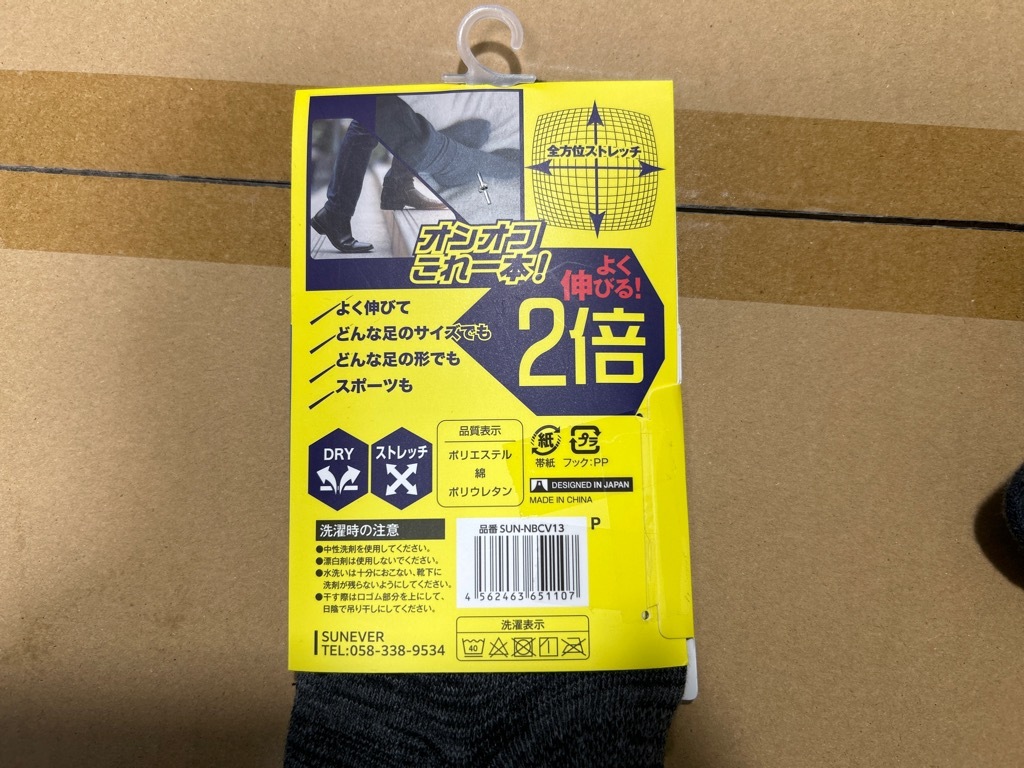 全方位ストレッチ
オンオフ
これ一本!
よく
伸びる!
2倍
よく伸びて
どんな足のサイズでも
どんな足の形でも
スポーツも
DRY
ストレッチ
品質表示
ポリエステル
綿
ポリウレタン
紙
帯紙
プラ
フック:PP
DESIGNED IN JAPAN
MADE IN CHINA
P
洗濯時の注意
●中性洗剤を使用してください。
●漂白剤は使用しないでください。
●水洗いは十分におこない、靴下に
洗剤が残らないようにしてください。
●干す際は口ゴム部分を上にして、
日陰で吊り干しにしてください。
品番 SUN-NBCV13
4 562463 651107
SUNEVER
TEL:058-338-9534
洗濯表示
40